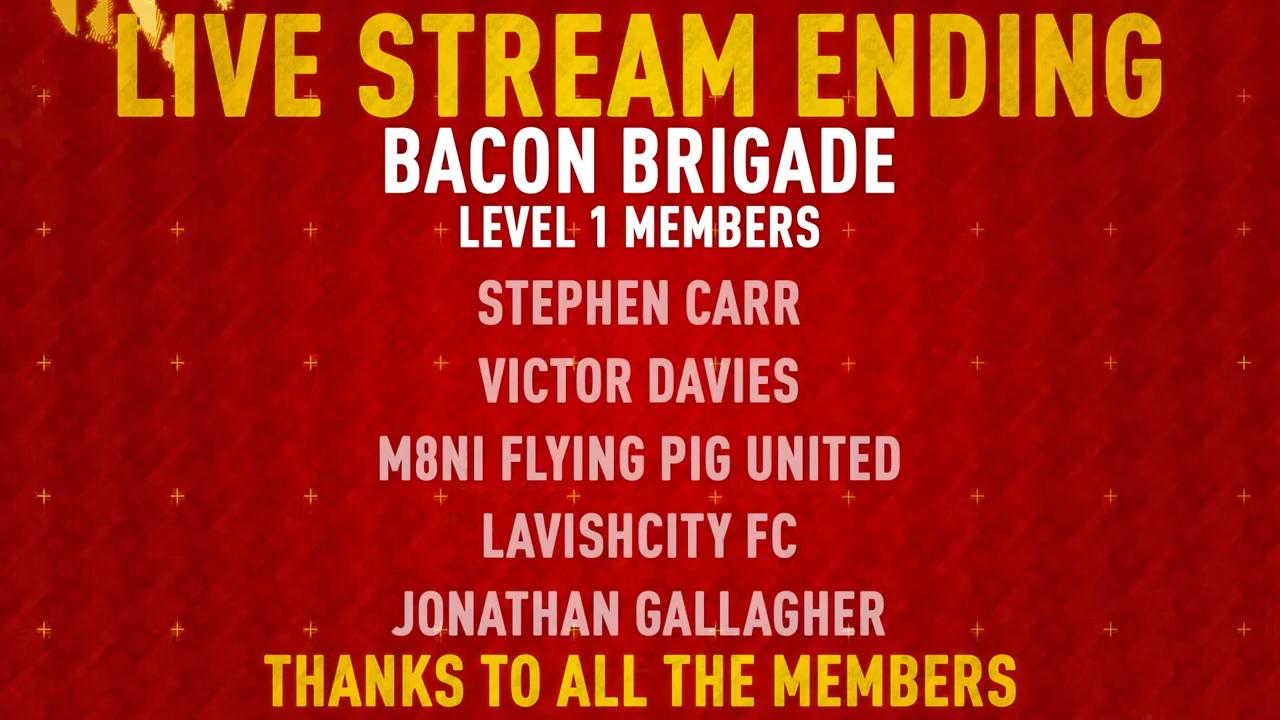 LIVE STREAM ENDING
BACON BRIGADE
LEVEL 1 MEMBERS
STEPHEN CARR
VICTOR DAVIES
M8NI FLYING PIG UNITED
LAVISHCITY FC
JONATHAN GALLAGHER
THANKS TO ALL THE MEMBERS